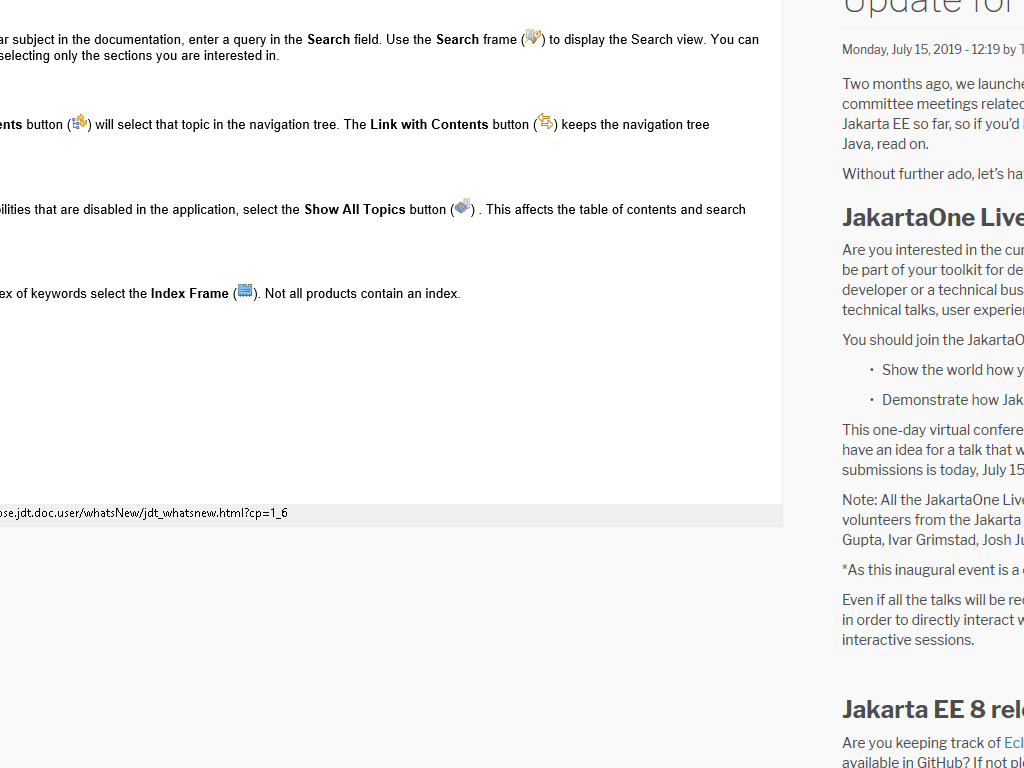 ar subject in the documentation, enter a query in the Search field. Use the Search frame ( ) to display the Search view. You can
selecting only the sections you are interested in.
ents button ( ) will select that topic in the navigation tree. The Link with Contents button ( ) keeps the navigation tree
ilities that are disabled in the application, select the Show All Topics button ( ) . This affects the table of contents and search
ex of keywords select the Index Frame ( ). Not all products contain an index.
ose.jdt.doc.user/whatsNew/jdt_whatsnew.html?cp=1_6
Update for
Monday, July 15, 2019 - 12:19 by T
Two months ago, we launche
committee meetings related
Jakarta EE so far, so if you'd l
Java, read on.
Without further ado, let's ha
JakartaOne Live
Are you interested in the cur
be part of your toolkit for de
developer or a technical bus
technical talks, user experien
You should join the JakartaO
• Show the world how y
• Demonstrate how Jak
This one-day virtual confere
have an idea for a talk that w
submissions is today, July 15
Note: All the JakartaOne Live
volunteers from the Jakarta
Gupta, Ivar Grimstad, Josh Ju
*As this inaugural event is a
Even if all the talks will be rec
in order to directly interact w
interactive sessions.
Jakarta EE 8 rele
Are you keeping track of Ecl
available in GitHub? If not ple